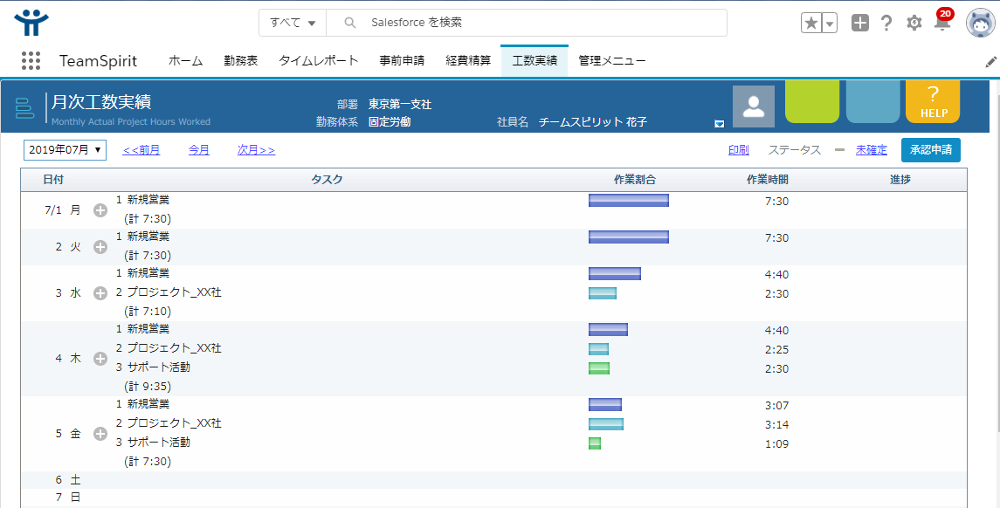 すべて ▼ Salesforce を検索 20
TeamSpirit ホーム 勤務表 タイムレポート 事前申請 経費精算 工数実績 管理メニュー
月次工数実績 部署 東京第一支社 ?
Monthly Actual Project Hours Worked 勤務体系 固定労働 社員名 チームスピリット 花子 HELP
2019年07月 ▼ <<前月 今月 次月>> 印刷 ステータス ー 未確定 承認申請
日付 タスク 作業割合 作業時間 進捗
7/1 月 1 新規営業 7:30
(計 7:30)
2 火 1 新規営業 7:30
(計 7:30)
3 水 1 新規営業 4:40
2 プロジェクト_XX社 2:30
(計 7:10)
4 木 1 新規営業 4:40
2 プロジェクト_XX社 2:25
3 サポート活動 2:30
(計 9:35)
5 金 1 新規営業 3:07
2 プロジェクト_XX社 3:14
3 サポート活動 1:09
(計 7:30)
6 土
7 日